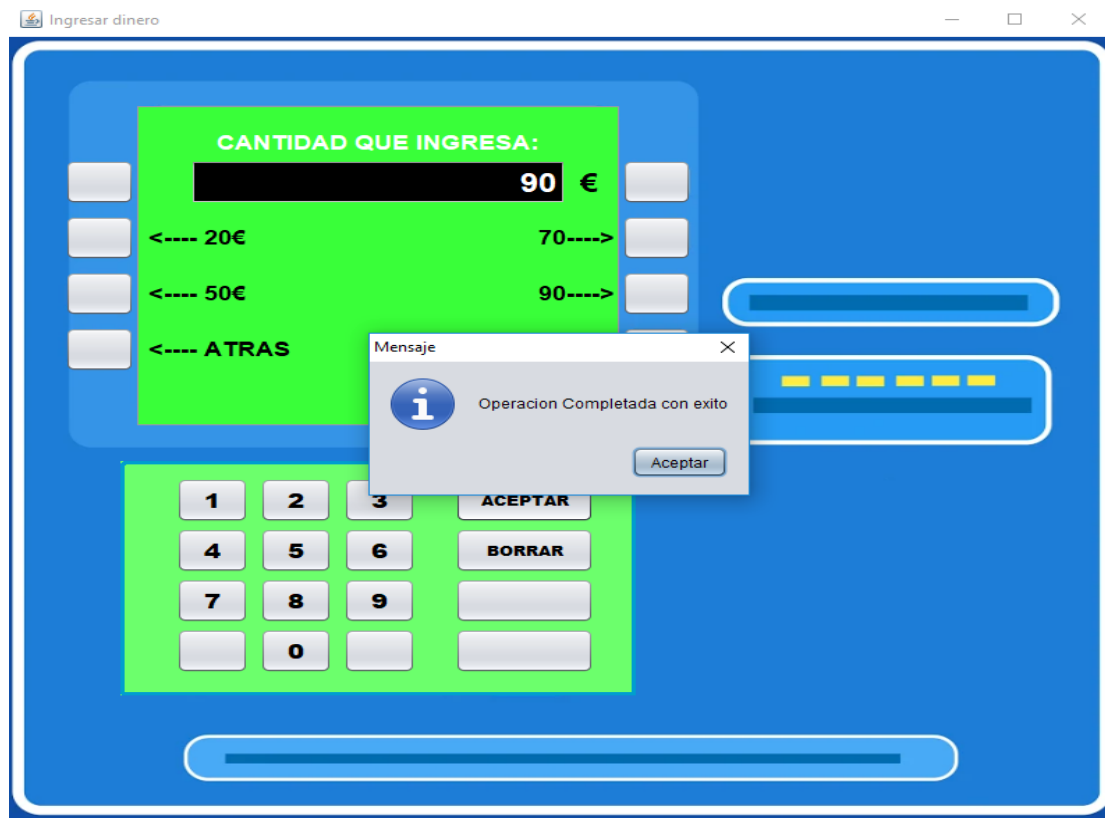 Ingresar dinero
CANTIDAD QUE INGRESA:
90 €
<---- 20€ 70---->
<---- 50€ 90---->
<---- ATRAS
Mensaje
Operacion Completada con exito
Aceptar
1 2 3 ACEPTAR
4 5 6 BORRAR
7 8 9
0